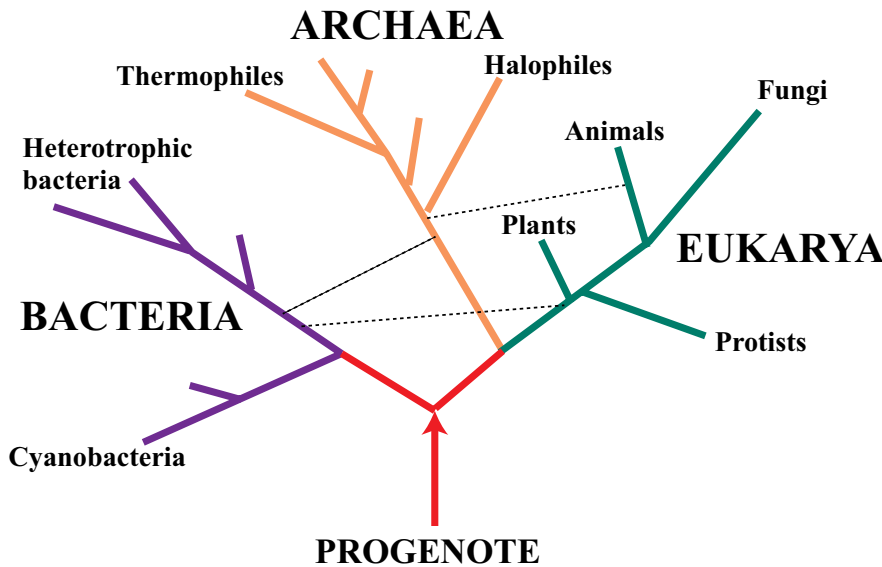 ARCHAEA
Thermophiles
Halophiles
Fungi
Animals
Heterotrophic
bacteria
Plants
EUKARYA
BACTERIA
Protists
Cyanobacteria
PROGENOTE